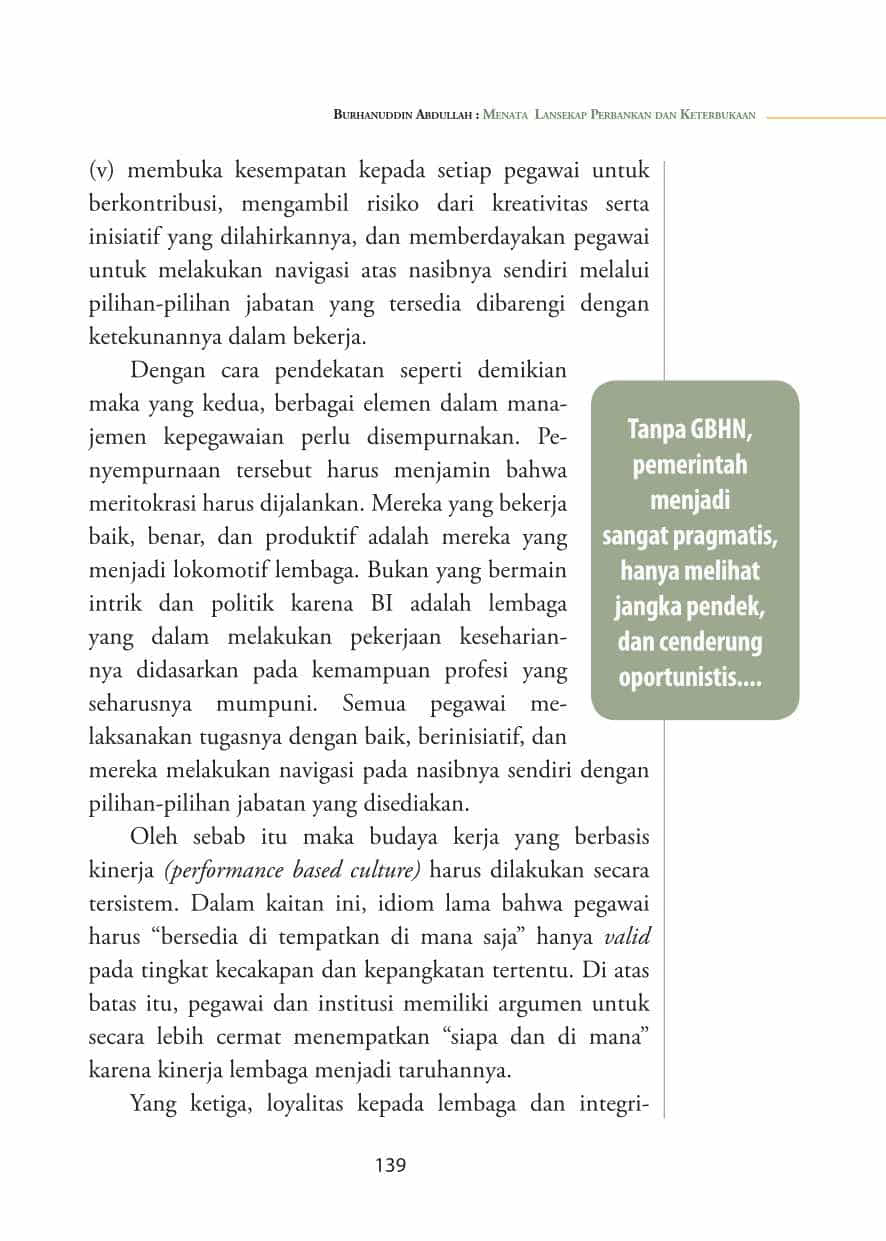 Burhanuddin Abdullah : Menata Lansekap Perbankan dan Keterbukaan
(v) membuka kesempatan kepada setiap pegawai untuk
berkontribusi, mengambil risiko dari kreativitas serta
inisiatif yang dilahirkannya, dan memberdayakan pegawai
untuk melakukan navigasi atas nasibnya sendiri melalui
pilihan-pilihan jabatan yang tersedia dibarengi dengan
ketekunannya dalam bekerja.
Dengan cara pendekatan seperti demikian
maka yang kedua, berbagai elemen dalam mana-
jemen kepegawaian perlu disempurnakan. Pe-
nyempurnaan tersebut harus menjamin bahwa
meritokrasi harus dijalankan. Mereka yang bekerja
baik, benar, dan produktif adalah mereka yang
menjadi lokomotif lembaga. Bukan yang bermain
intrik dan politik karena BI adalah lembaga
yang dalam melakukan pekerjaan keseharian-
nya didasarkan pada kemampuan profesi yang
seharusnya mumpuni. Semua pegawai me-
laksanakan tugasnya dengan baik, berinisiatif, dan
mereka melakukan navigasi pada nasibnya sendiri dengan
pilihan-pilihan jabatan yang disediakan.
Oleh sebab itu maka budaya kerja yang berbasis
kinerja (performance based culture) harus dilakukan secara
tersistem. Dalam kaitan ini, idiom lama bahwa pegawai
harus “bersedia di tempatkan di mana saja” hanya valid
pada tingkat kecakapan dan kepangkatan tertentu. Di atas
batas itu, pegawai dan institusi memiliki argumen untuk
secara lebih cermat menempatkan “siapa dan di mana”
karena kinerja lembaga menjadi taruhannya.
Yang ketiga, loyalitas kepada lembaga dan integri-
Tanpa GBHN,
pemerintah
menjadi
sangat pragmatis,
hanya melihat
jangka pendek,
dan cenderung
oportunistis....
139